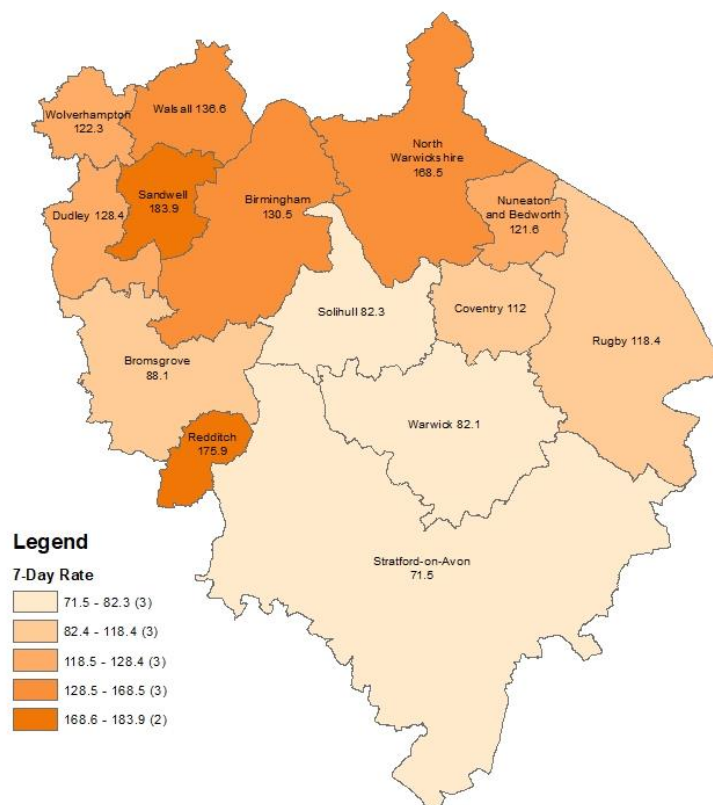 Walsall 136.6
Wolverhampton
122.3
North
Warwickshire
168.5
Sandwell
183.9
Birmingham
130.5
Nuneaton
and Bedworth
121.6
Dudley 128.4
Solihull 82.3
Coventry 112
Rugby 118.4
Bromsgrove
88.1
Warwick 82.1
Redditch
175.9
Stratford-on-Avon
71.5
Legend
7-Day Rate
71.5 - 82.3 (3)
82.4 - 118.4 (3)
118.5 - 128.4 (3)
128.5 - 168.5 (3)
168.6 - 183.9 (2)